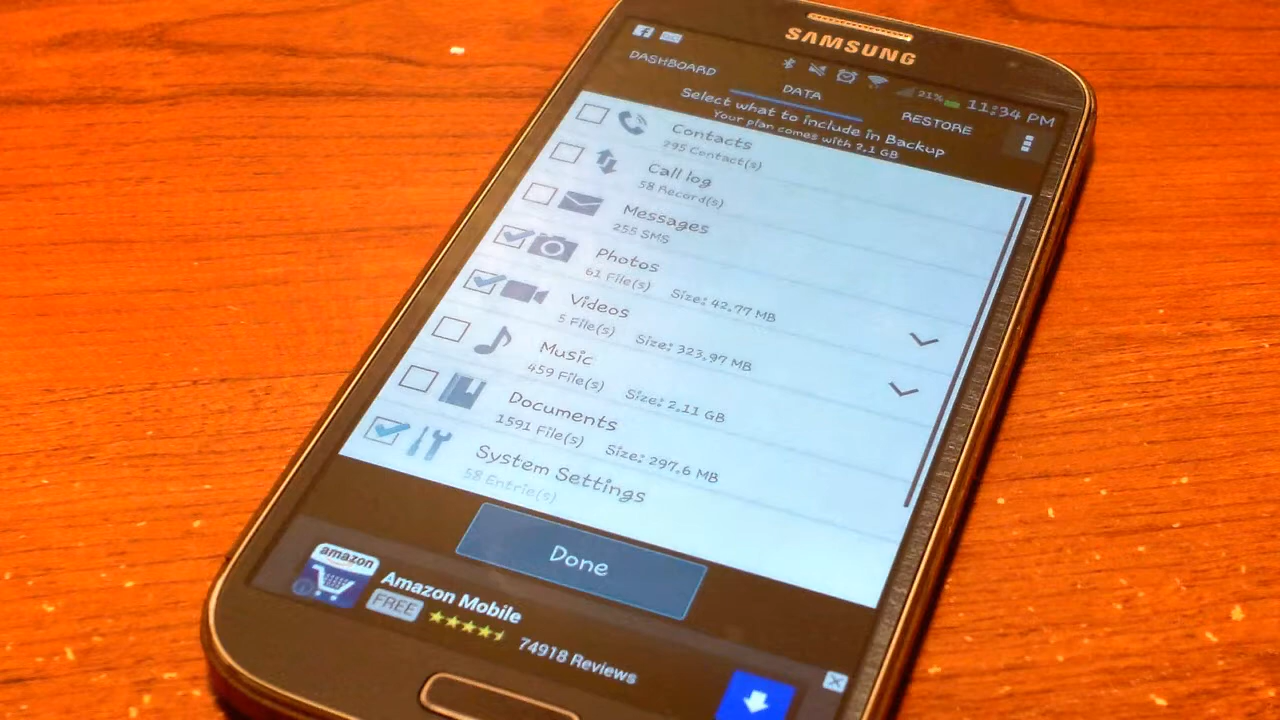 SAMSUNG
21% 11:34 PM
DASHBOARD
DATA
RESTORE
Select what to include in Backup
Your plan comes with 2.1 GB
Contacts
295 Contact(s)
Call log
58 Record(s)
Messages
255 SMS
Photos
61 File(s) Size: 42.77 MB
Videos
5 File(s) Size: 323.97 MB
Music
459 File(s) Size: 2.11 GB
Documents
1591 File(s) Size: 297.6 MB
System Settings
58 Entrie(s)
Done
amazon
Amazon Mobile
FREE
74918 Reviews